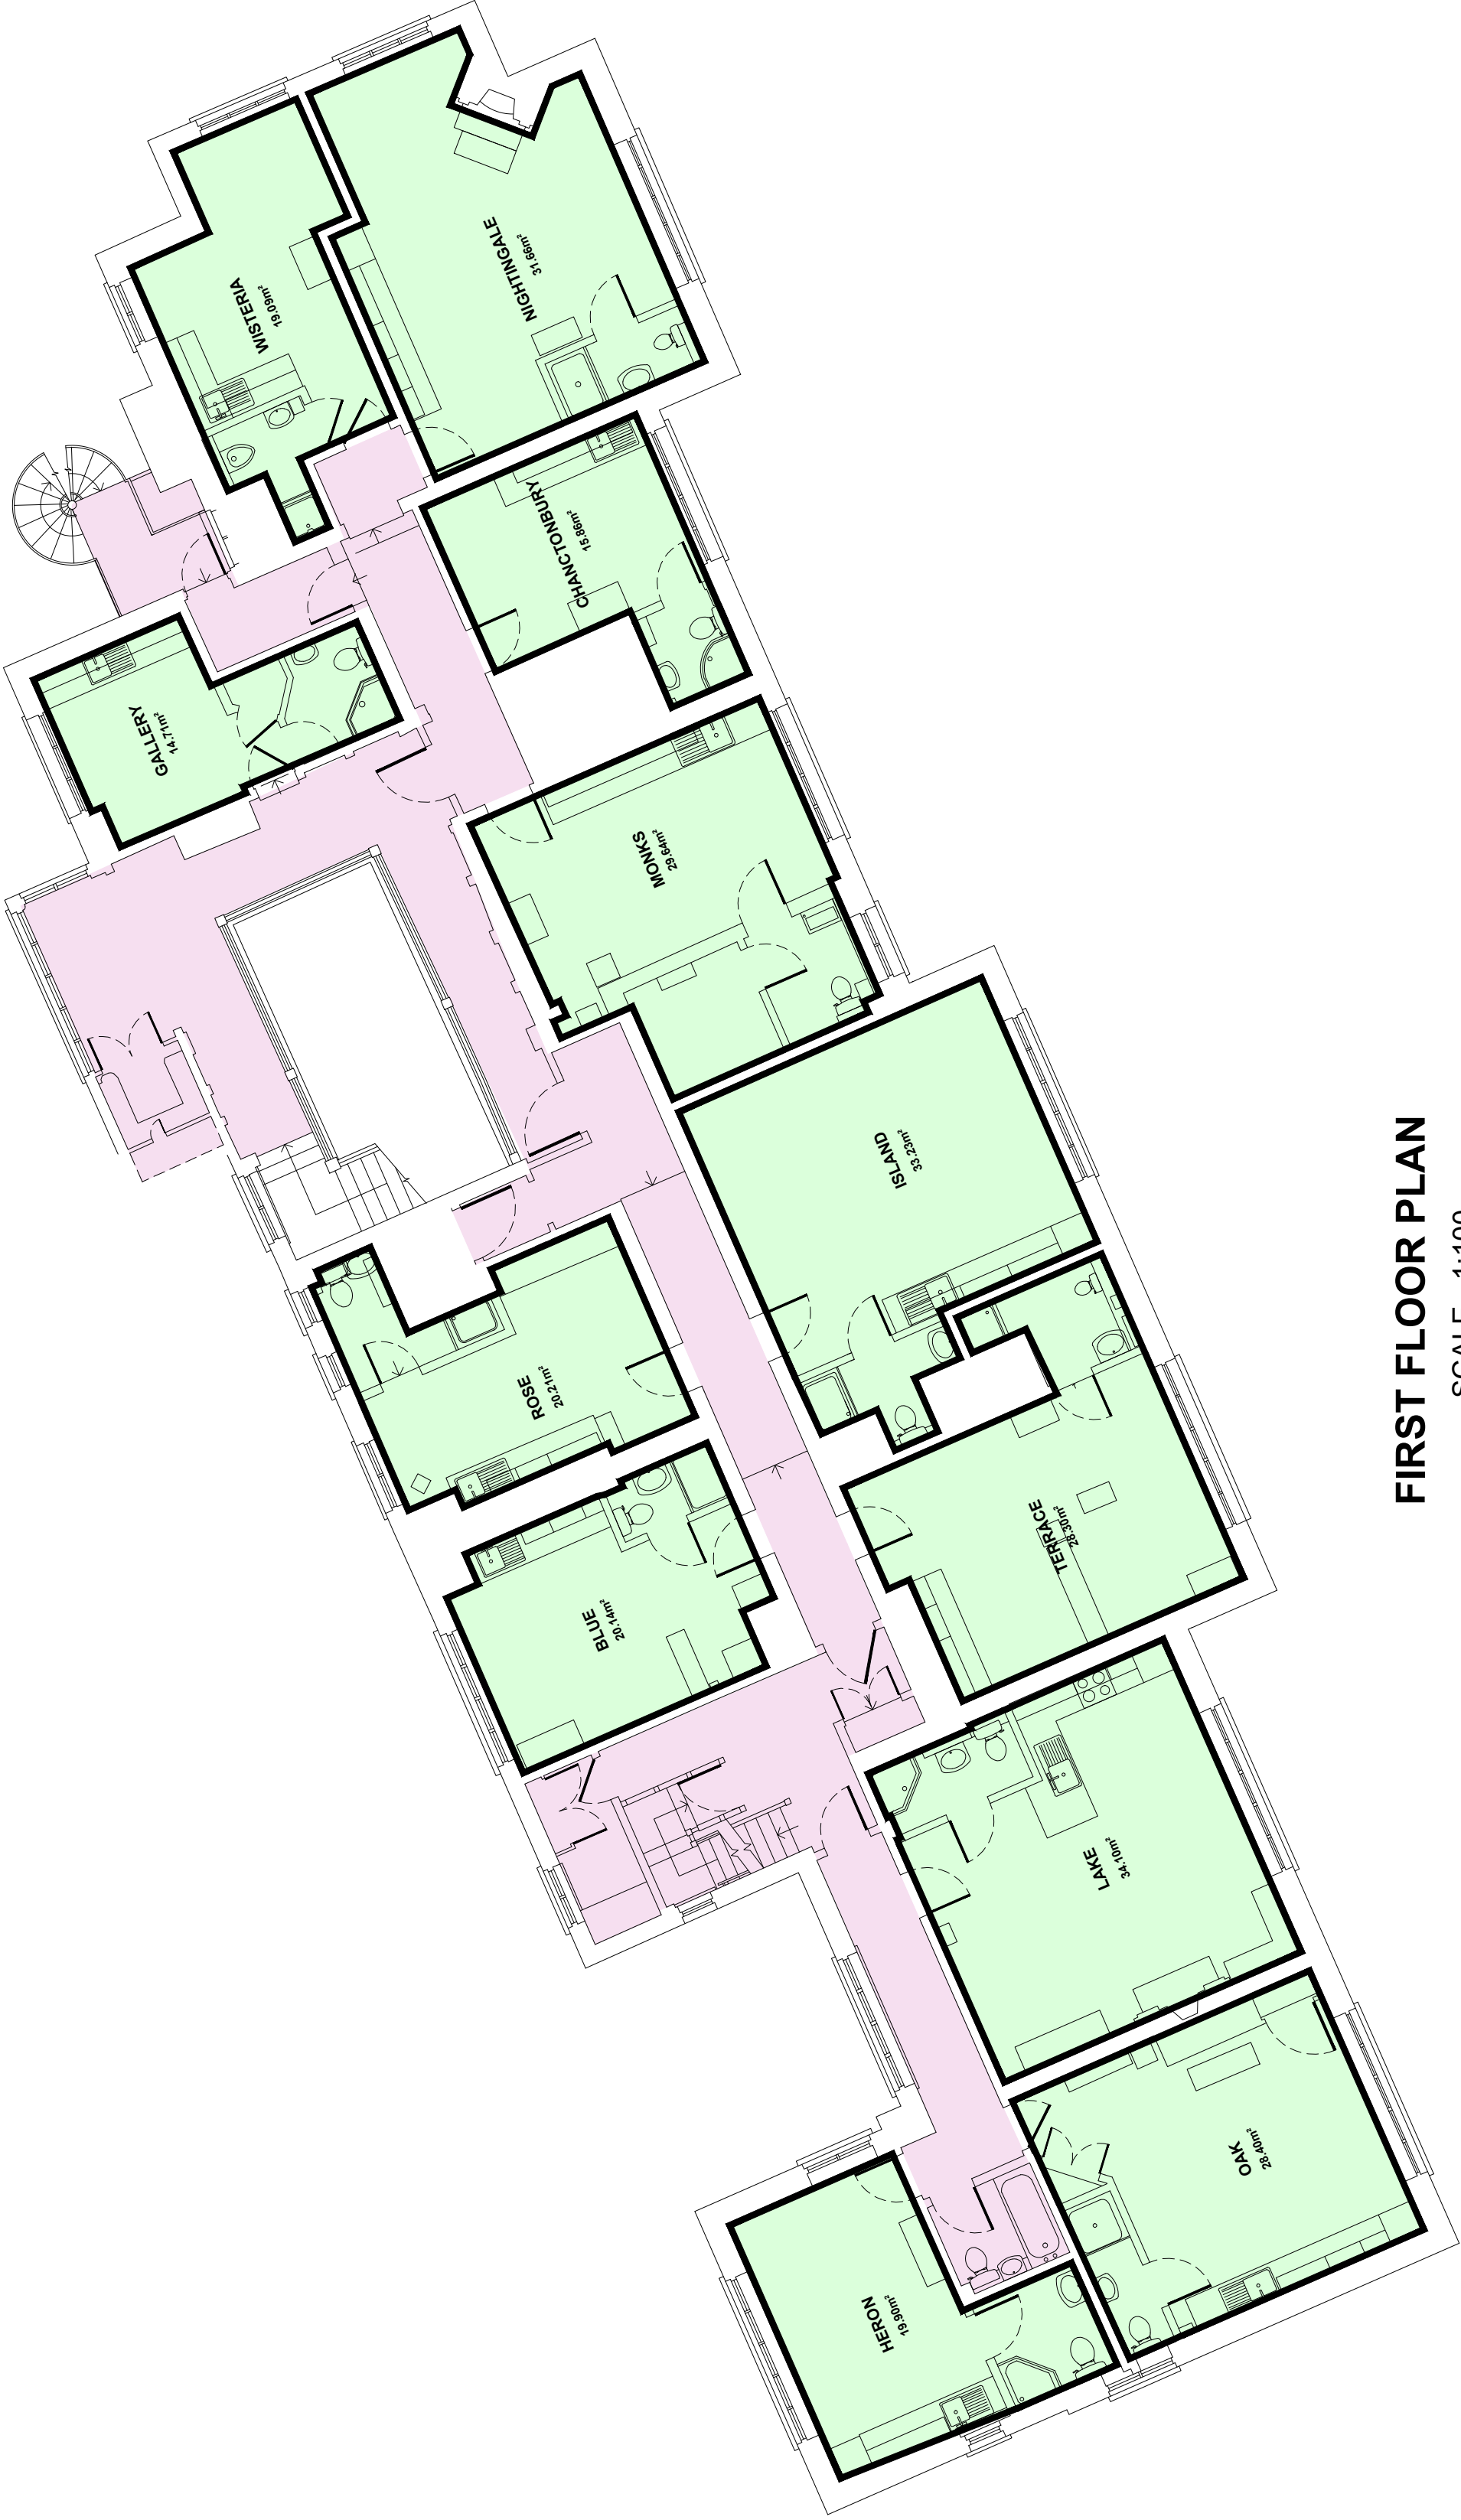 WISTERIA
19.09m²
NIGHTINGALE
31.66m²
CHANCTONBURY
15.86m²
GALLERY
14.71m²
MONKS
29.64m²
ISLAND
33.23m²
ROSE
20.21m²
BLUE
20.14m²
TERRACE
28.30m²
LAKE
34.10m²
OAK
28.40m²
HERON
19.90m²
FIRST FLOOR PLAN